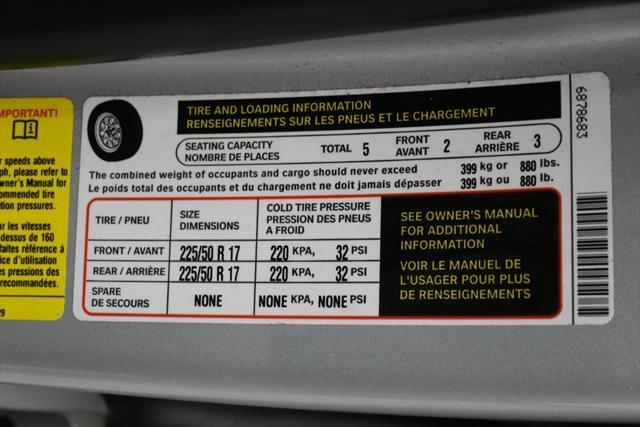 IMPORTANT!
r speeds above
ph, please refer to
wner's Manual for
ommended tire
tion pressures.
ur les vitesses
dessus de 160
faites référence à
ice d'utilisation
es pressions des
recommandées.
TIRE AND LOADING INFORMATION
RENSEIGNEMENTS SUR LES PNEUS ET LE CHARGEMENT
SEATING CAPACITY
NOMBRE DE PLACES
TOTAL 5
FRONT
AVANT 2
REAR
ARRIÈRE 3
The combined weight of occupants and cargo should never exceed 399 kg or 880 lbs.
Le poids total des occupants et du chargement ne doit jamais dépasser 399 kg ou 880 lb.
TIRE / PNEU
SIZE
DIMENSIONS
COLD TIRE PRESSURE
PRESSION DES PNEUS
A FROID
FRONT / AVANT 225/50 R 17 220 KPA, 32 PSI
REAR / ARRIÈRE 225/50 R 17 220 KPA, 32 PSI
SPARE
DE SECOURS
NONE NONE KPA, NONE PSI
SEE OWNER'S MANUAL
FOR ADDITIONAL
INFORMATION
VOIR LE MANUEL DE
L'USAGER POUR PLUS
DE RENSEIGNEMENTS
6878683